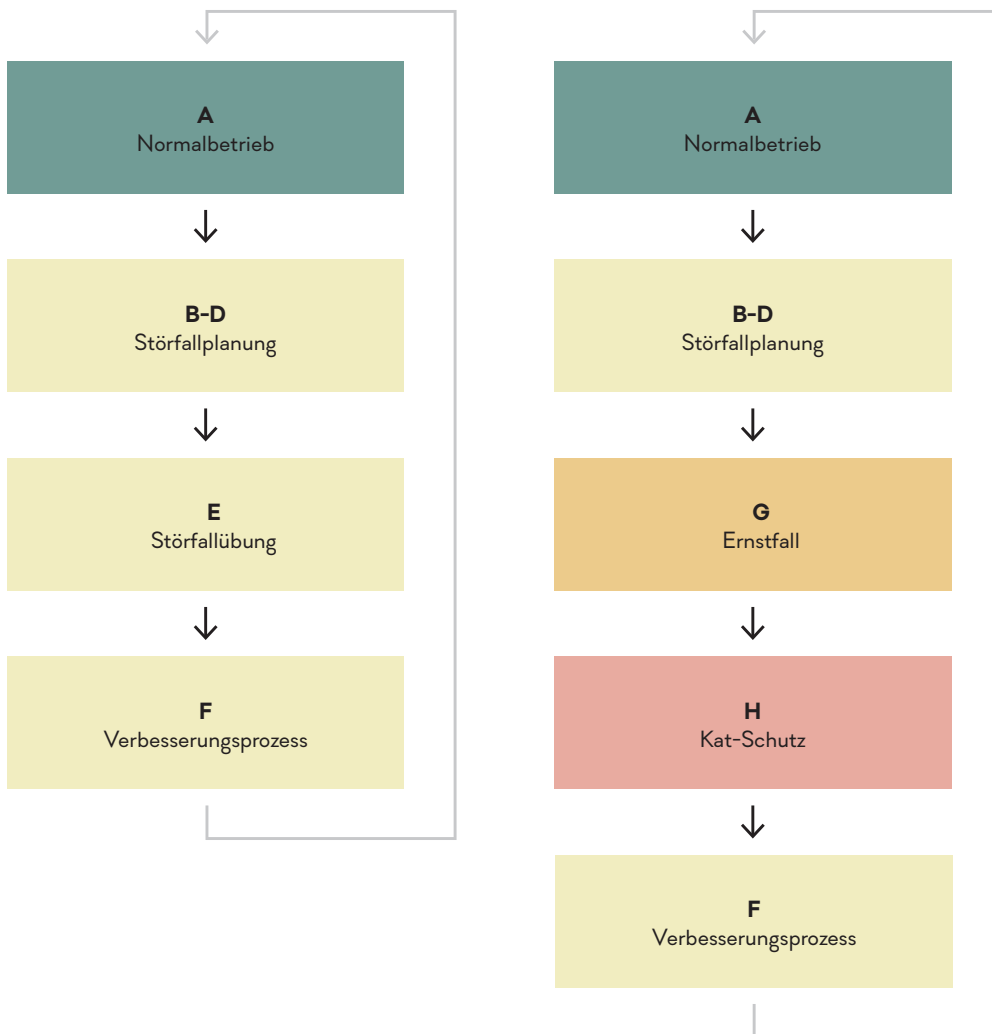 A
Normalbetrieb
B-D
Störfallplanung
E
Störfallübung
F
Verbesserungsprozess
A
Normalbetrieb
B-D
Störfallplanung
G
Ernstfall
H
Kat-Schutz
F
Verbesserungsprozess